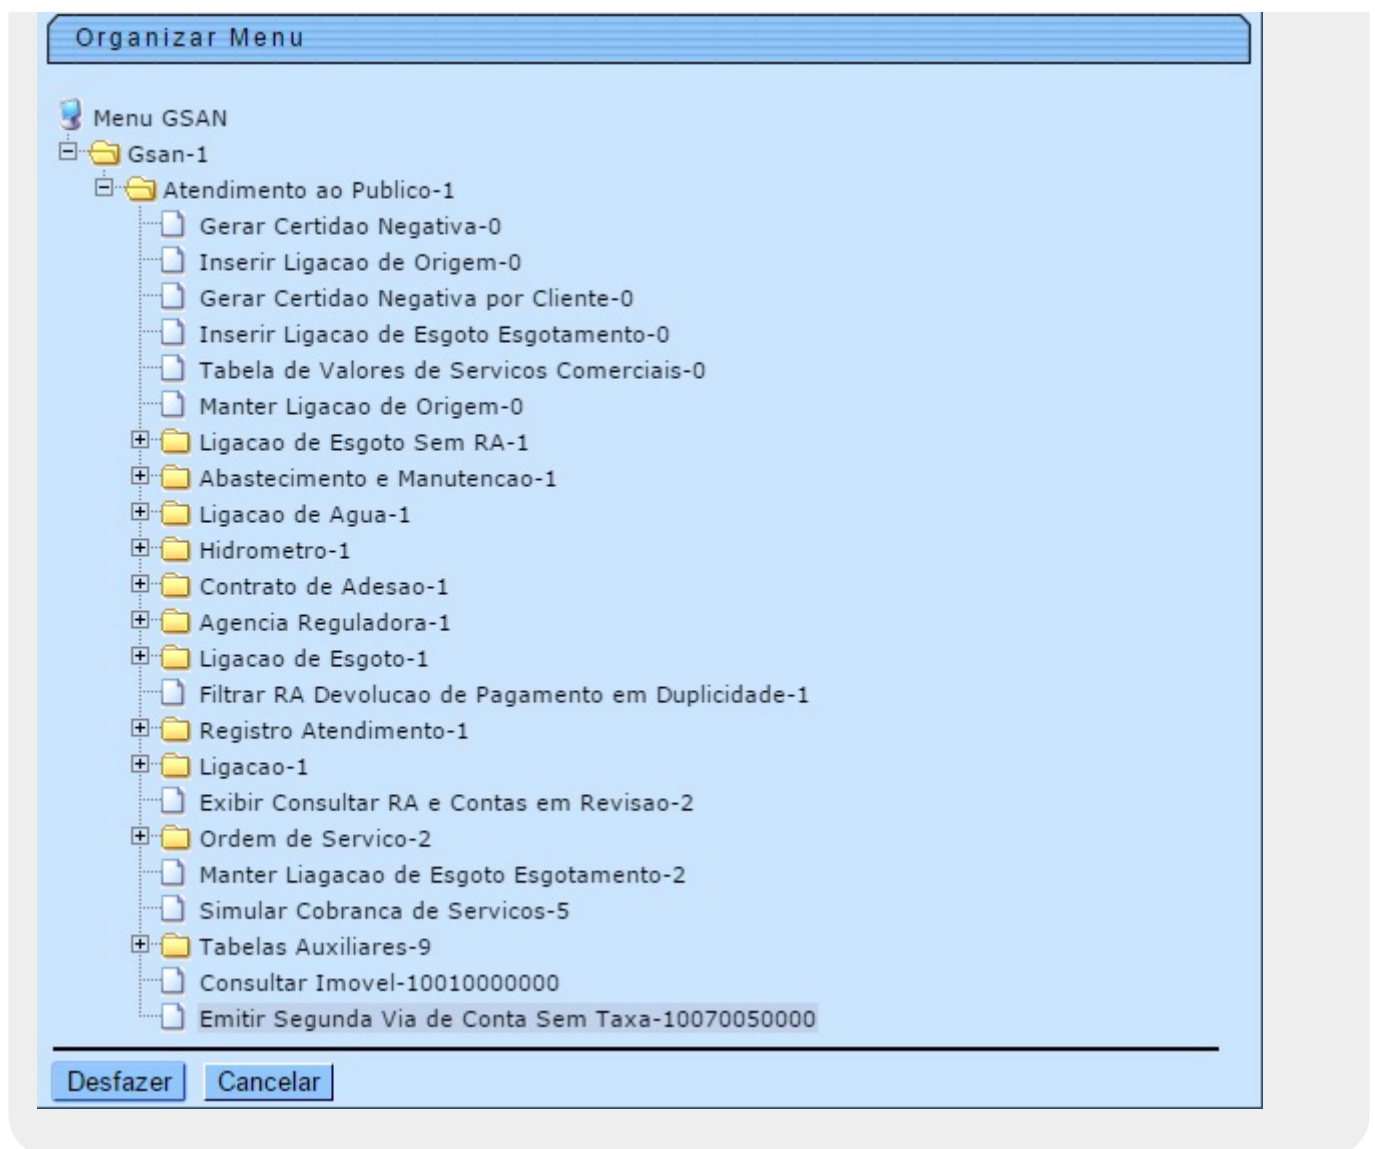 Organizar Menu
Menu GSAN
Gsan-1
Atendimento ao Publico-1
Gerar Certidao Negativa-0
Inserir Ligacao de Origem-0
Gerar Certidao Negativa por Cliente-0
Inserir Ligacao de Esgoto Esgotamento-0
Tabela de Valores de Servicos Comerciais-0
Manter Ligacao de Origem-0
Ligacao de Esgoto Sem RA-1
Abastecimento e Manutencao-1
Ligacao de Agua-1
Hidrometro-1
Contrato de Adesao-1
Agencia Reguladora-1
Ligacao de Esgoto-1
Filtrar RA Devolucao de Pagamento em Duplicidade-1
Registro Atendimento-1
Ligacao-1
Exibir Consultar RA e Contas em Revisao-2
Ordem de Servico-2
Manter Liagacao de Esgoto Esgotamento-2
Simular Cobranca de Servicos-5
Tabelas Auxiliares-9
Consultar Imovel-10010000000
Emitir Segunda Via de Conta Sem Taxa-10070050000
Desfazer Cancelar